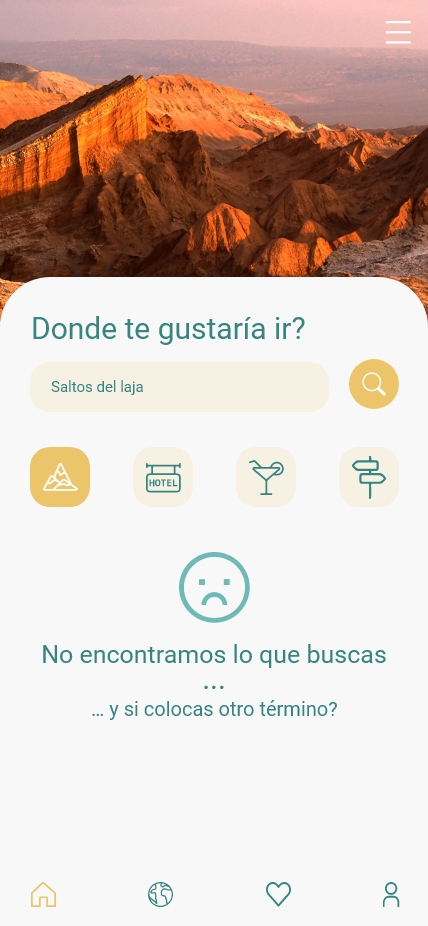 Donde te gustaría ir?
Saltos del laja
HOTEL
No encontramos lo que buscas
...
... y si colocas otro término?